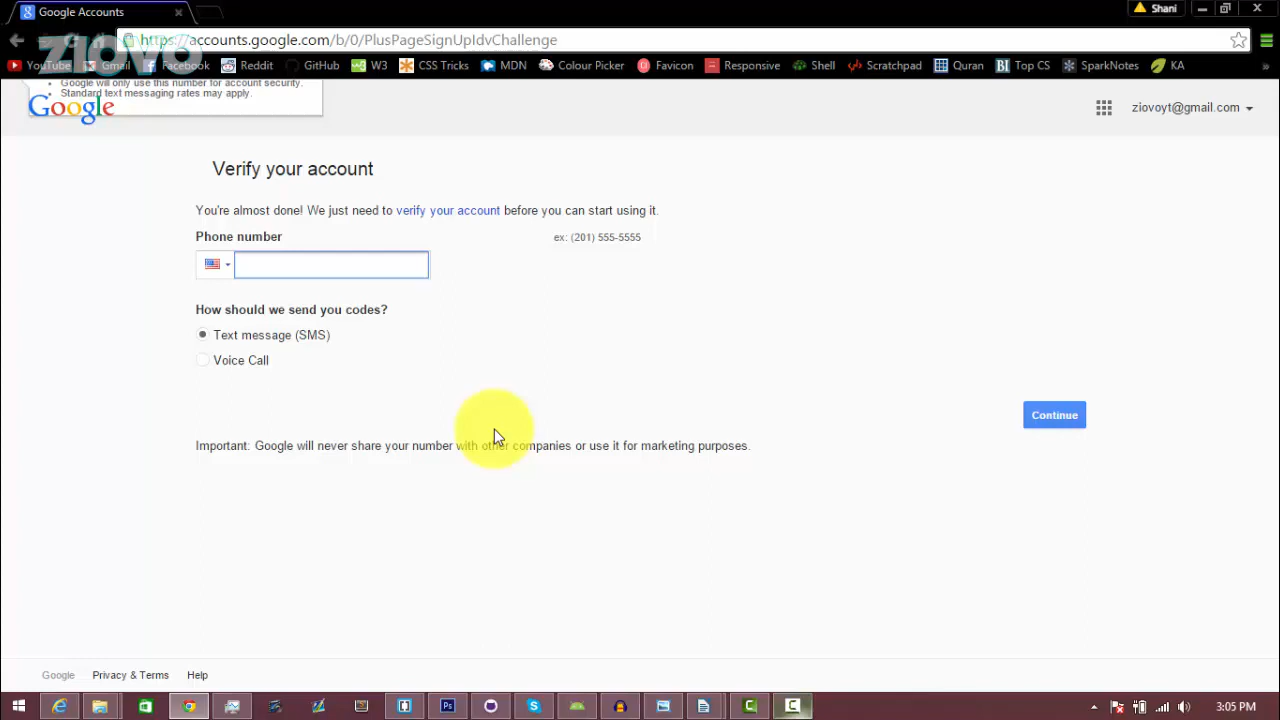 Google Accounts
Shani
https://accounts.google.com/b/0/PlusPageSignUpIdvChallenge
ZIOVO
YouTube Gmail Facebook Reddit GitHub W3 CSS Tricks MDN Colour Picker Favicon Responsive Shell Scratchpad Quran Top CS SparkNotes KA »
Google will only use this number for account security.
Standard text messaging rates may apply.
Google
ziovoyt@gmail.com
Verify your account
You're almost done! We just need to verify your account before you can start using it.
Phone number ex: (201) 555-5555
How should we send you codes?
Text message (SMS)
Voice Call
Continue
Important: Google will never share your number with other companies or use it for marketing purposes.
Google Privacy & Terms Help
3:05 PM